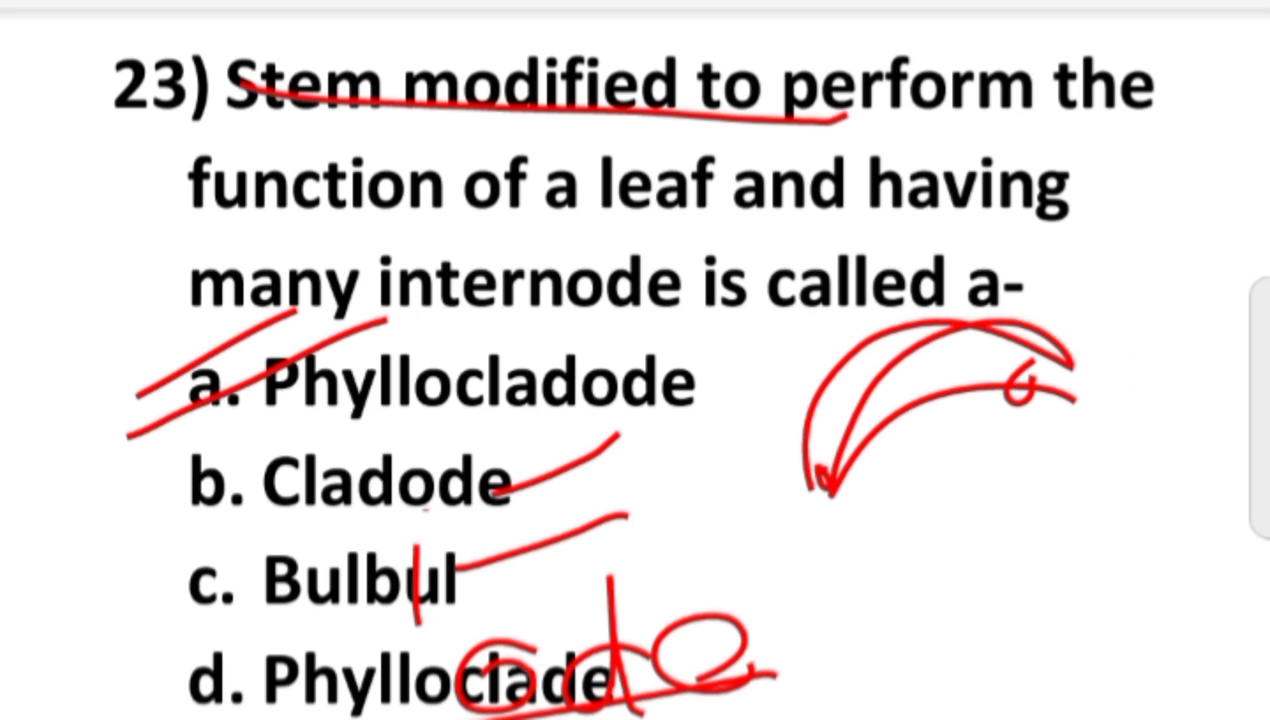 23) Stem modified to perform the
function of a leaf and having
many internode is called a-
a. Phyllocladode
b. Cladode
c. Bulbul
d. Phylloclade